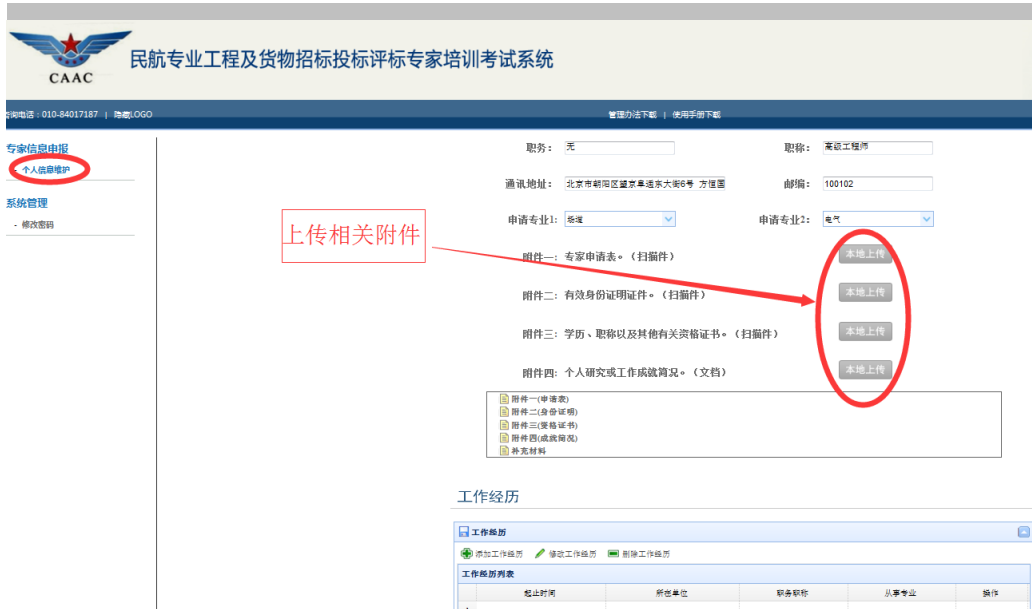 CAAC
民航专业工程及货物招标投标评标专家培训考试系统
咨询电话：010-84017187 | 隐藏LOGO 管理办法下载 | 使用手册下载
专家信息申报
- 个人信息维护
系统管理
- 修改密码
职务： 无 职称： 高级工程师
通讯地址： 北京市朝阳区望京阜通东大街6号 方恒国 邮编： 100102
申请专业1： 场道 申请专业2： 电气
上传相关附件
附件一：专家申请表。（扫描件） 本地上传
附件二：有效身份证明证件。（扫描件） 本地上传
附件三：学历、职称以及其他有关资格证书。（扫描件） 本地上传
附件四：个人研究或工作成就简况。（文档） 本地上传
附件一(申请表)
附件二(身份证明)
附件三(资格证书)
附件四(成就简况)
补充材料
工作经历
工作经历
添加工作经历 修改工作经历 删除工作经历
工作经历列表
起止时间 所在单位 职务职称 从事专业 操作